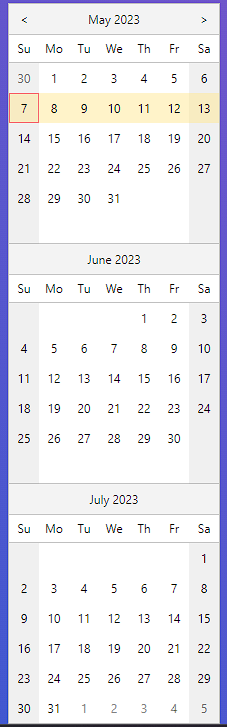 < May 2023 >
Su Mo Tu We Th Fr Sa
30 1 2 3 4 5 6
7 8 9 10 11 12 13
14 15 16 17 18 19 20
21 22 23 24 25 26 27
28 29 30 31
June 2023
Su Mo Tu We Th Fr Sa
1 2 3
4 5 6 7 8 9 10
11 12 13 14 15 16 17
18 19 20 21 22 23 24
25 26 27 28 29 30
July 2023
Su Mo Tu We Th Fr Sa
1
2 3 4 5 6 7 8
9 10 11 12 13 14 15
16 17 18 19 20 21 22
23 24 25 26 27 28 29
30 31 1 2 3 4 5